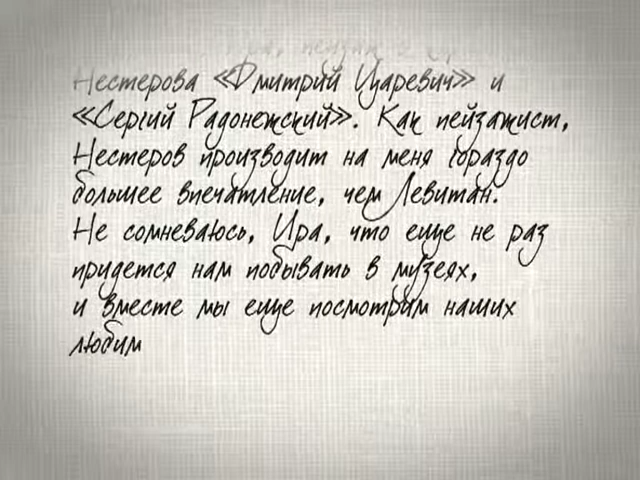 Нестерова «Дмитрий Царевич» и
«Сергий Радонежский». Как пейзажист,
Нестеров производит на меня гораздо
большее впечатление, чем Левитан.
Не сомневаюсь, Ира, что еще не раз
придется нам побывать в музеях,
и вместе мы еще посмотрим наших
любим